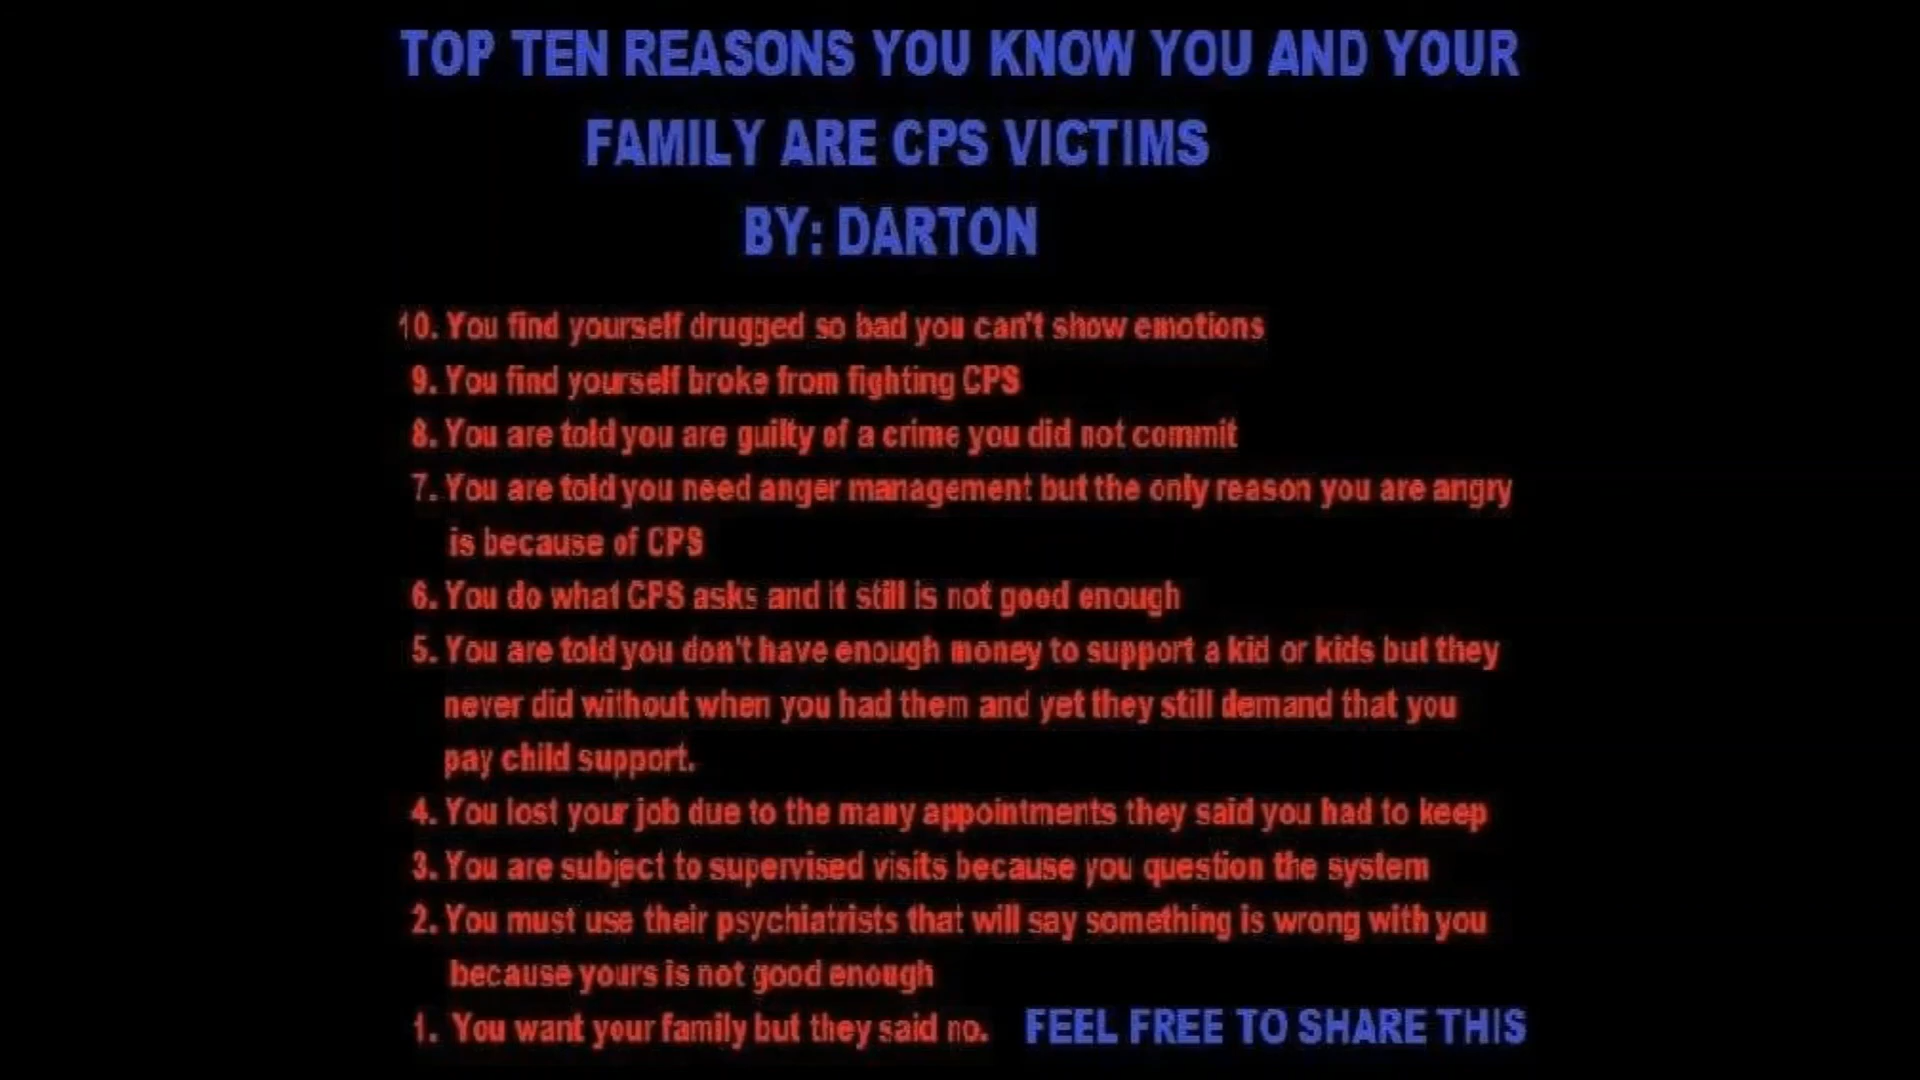 TOP TEN REASONS YOU KNOW YOU AND YOUR
FAMILY ARE CPS VICTIMS
BY: DARTON
10. You find yourself drugged so bad you can't show emotions
9. You find yourself broke from fighting CPS
8. You are told you are guilty of a crime you did not commit
7. You are told you need anger management but the only reason you are angry
is because of CPS
6. You do what CPS asks and it still is not good enough
5. You are told you don't have enough money to support a kid or kids but they
never did without when you had them and yet they still demand that you
pay child support.
4. You lost your job due to the many appointments they said you had to keep
3. You are subject to supervised visits because you question the system
2. You must use their psychiatrists that will say something is wrong with you
because yours is not good enough
1. You want your family but they said no. FEEL FREE TO SHARE THIS